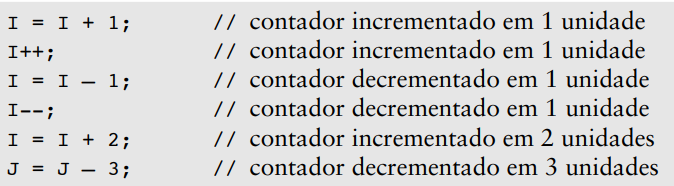 I = I + 1; // contador incrementado em 1 unidade
I++; // contador incrementado em 1 unidade
I = I – 1; // contador decrementado em 1 unidade
I--; // contador decrementado em 1 unidade
I = I + 2; // contador incrementado em 2 unidades
J = J – 3; // contador decrementado em 3 unidades